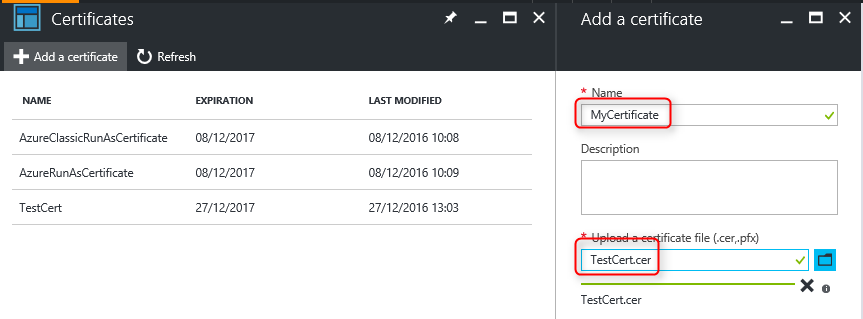 Certificates
Add a certificate
Refresh
NAME EXPIRATION LAST MODIFIED
AzureClassicRunAsCertificate 08/12/2017 08/12/2016 10:08
AzureRunAsCertificate 08/12/2017 08/12/2016 10:09
TestCert 27/12/2017 27/12/2016 13:03
Add a certificate
* Name
MyCertificate
Description
* Upload a certificate file (.cer,.pfx)
TestCert.cer
TestCert.cer